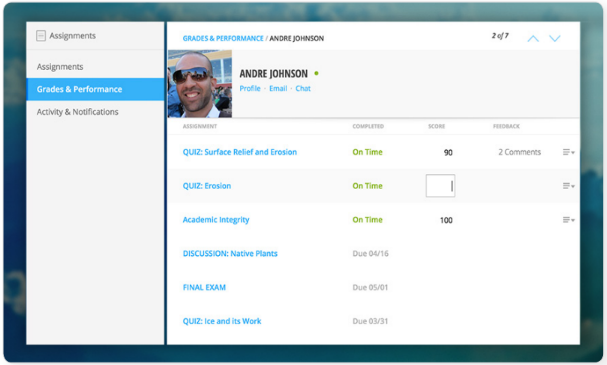 Assignments
Assignments
Grades & Performance
Activity & Notifications
GRADES & PERFORMANCE / ANDRE JOHNSON
2 of 7
ANDRE JOHNSON
Profile · Email · Chat
ASSIGNMENT COMPLETED SCORE FEEDBACK
QUIZ: Surface Relief and Erosion On Time 90 2 Comments
QUIZ: Erosion On Time
Academic Integrity On Time 100
DISCUSSION: Native Plants Due 04/16
FINAL EXAM Due 05/01
QUIZ: Ice and its Work Due 03/31